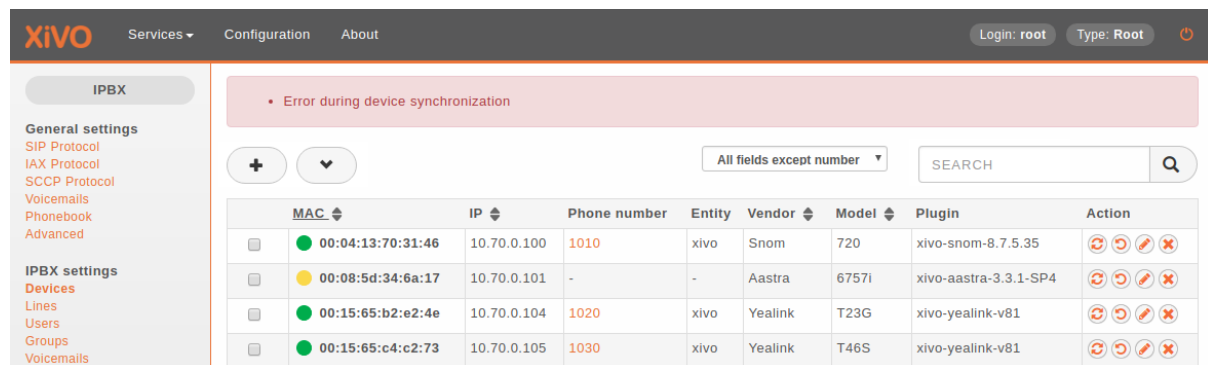 XiVO Services Configuration About Login: root Type: Root
IPBX
General settings
SIP Protocol
IAX Protocol
SCCP Protocol
Voicemails
Phonebook
Advanced
IPBX settings
Devices
Lines
Users
Groups
Voicemails
Error during device synchronization
All fields except number SEARCH
MAC IP Phone number Entity Vendor Model Plugin Action
00:04:13:70:31:46 10.70.0.100 1010 xivo Snom 720 xivo-snom-8.7.5.35
00:08:5d:34:6a:17 10.70.0.101 - - Aastra 6757i xivo-aastra-3.3.1-SP4
00:15:65:b2:e2:4e 10.70.0.104 1020 xivo Yealink T23G xivo-yealink-v81
00:15:65:c4:c2:73 10.70.0.105 1030 xivo Yealink T46S xivo-yealink-v81